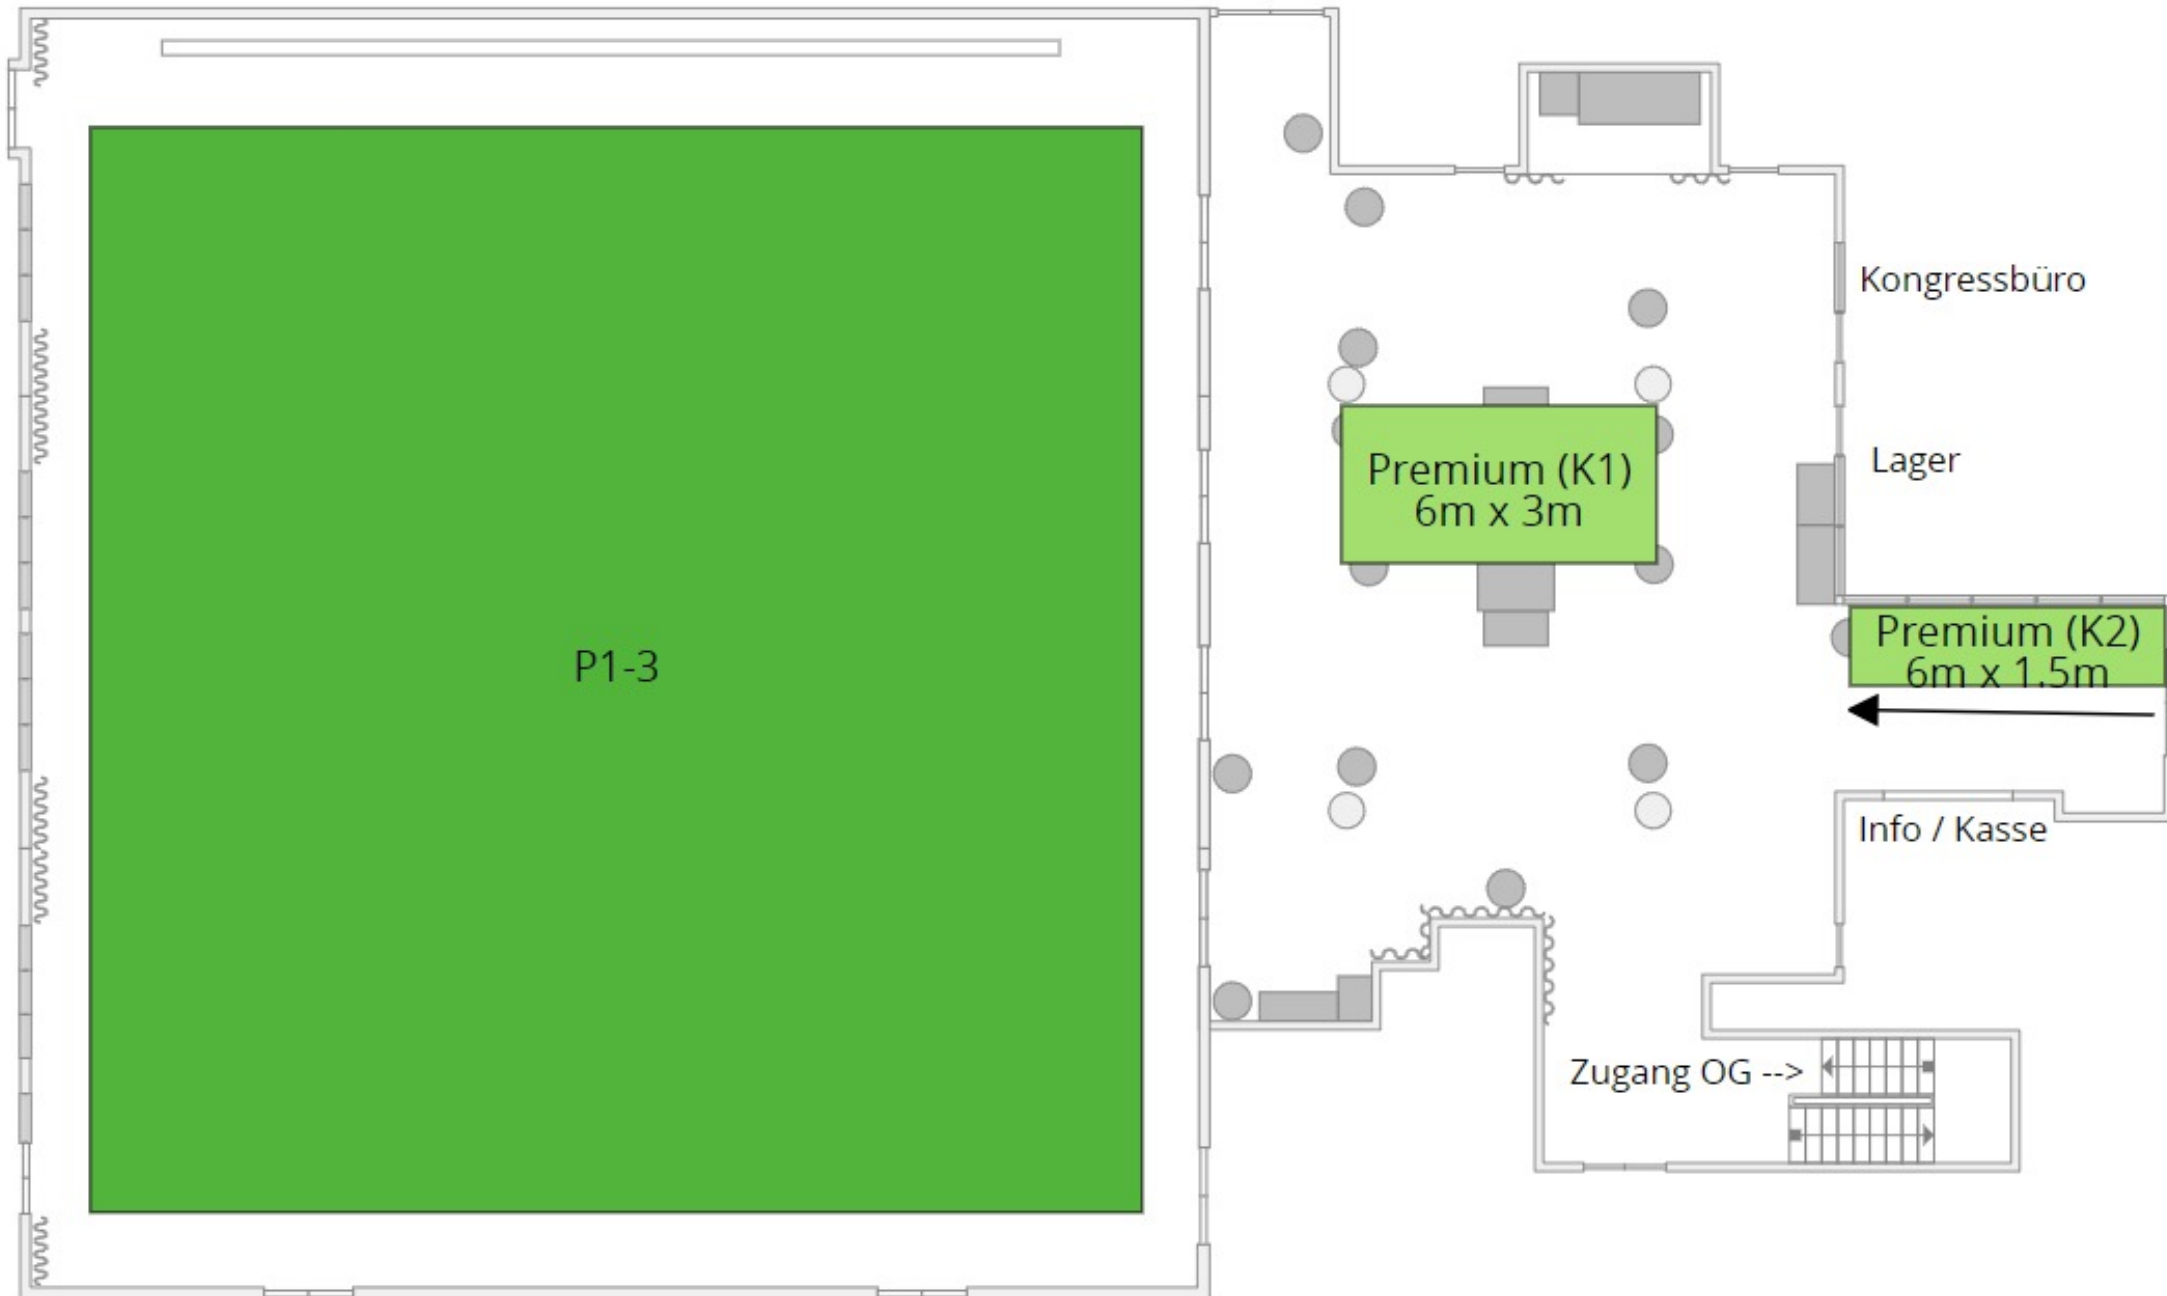 Kongressbüro
Premium (K1)
6m x 3m
Lager
P1-3
Premium (K2)
6m x 1.5m
Info / Kasse
Zugang OG -->